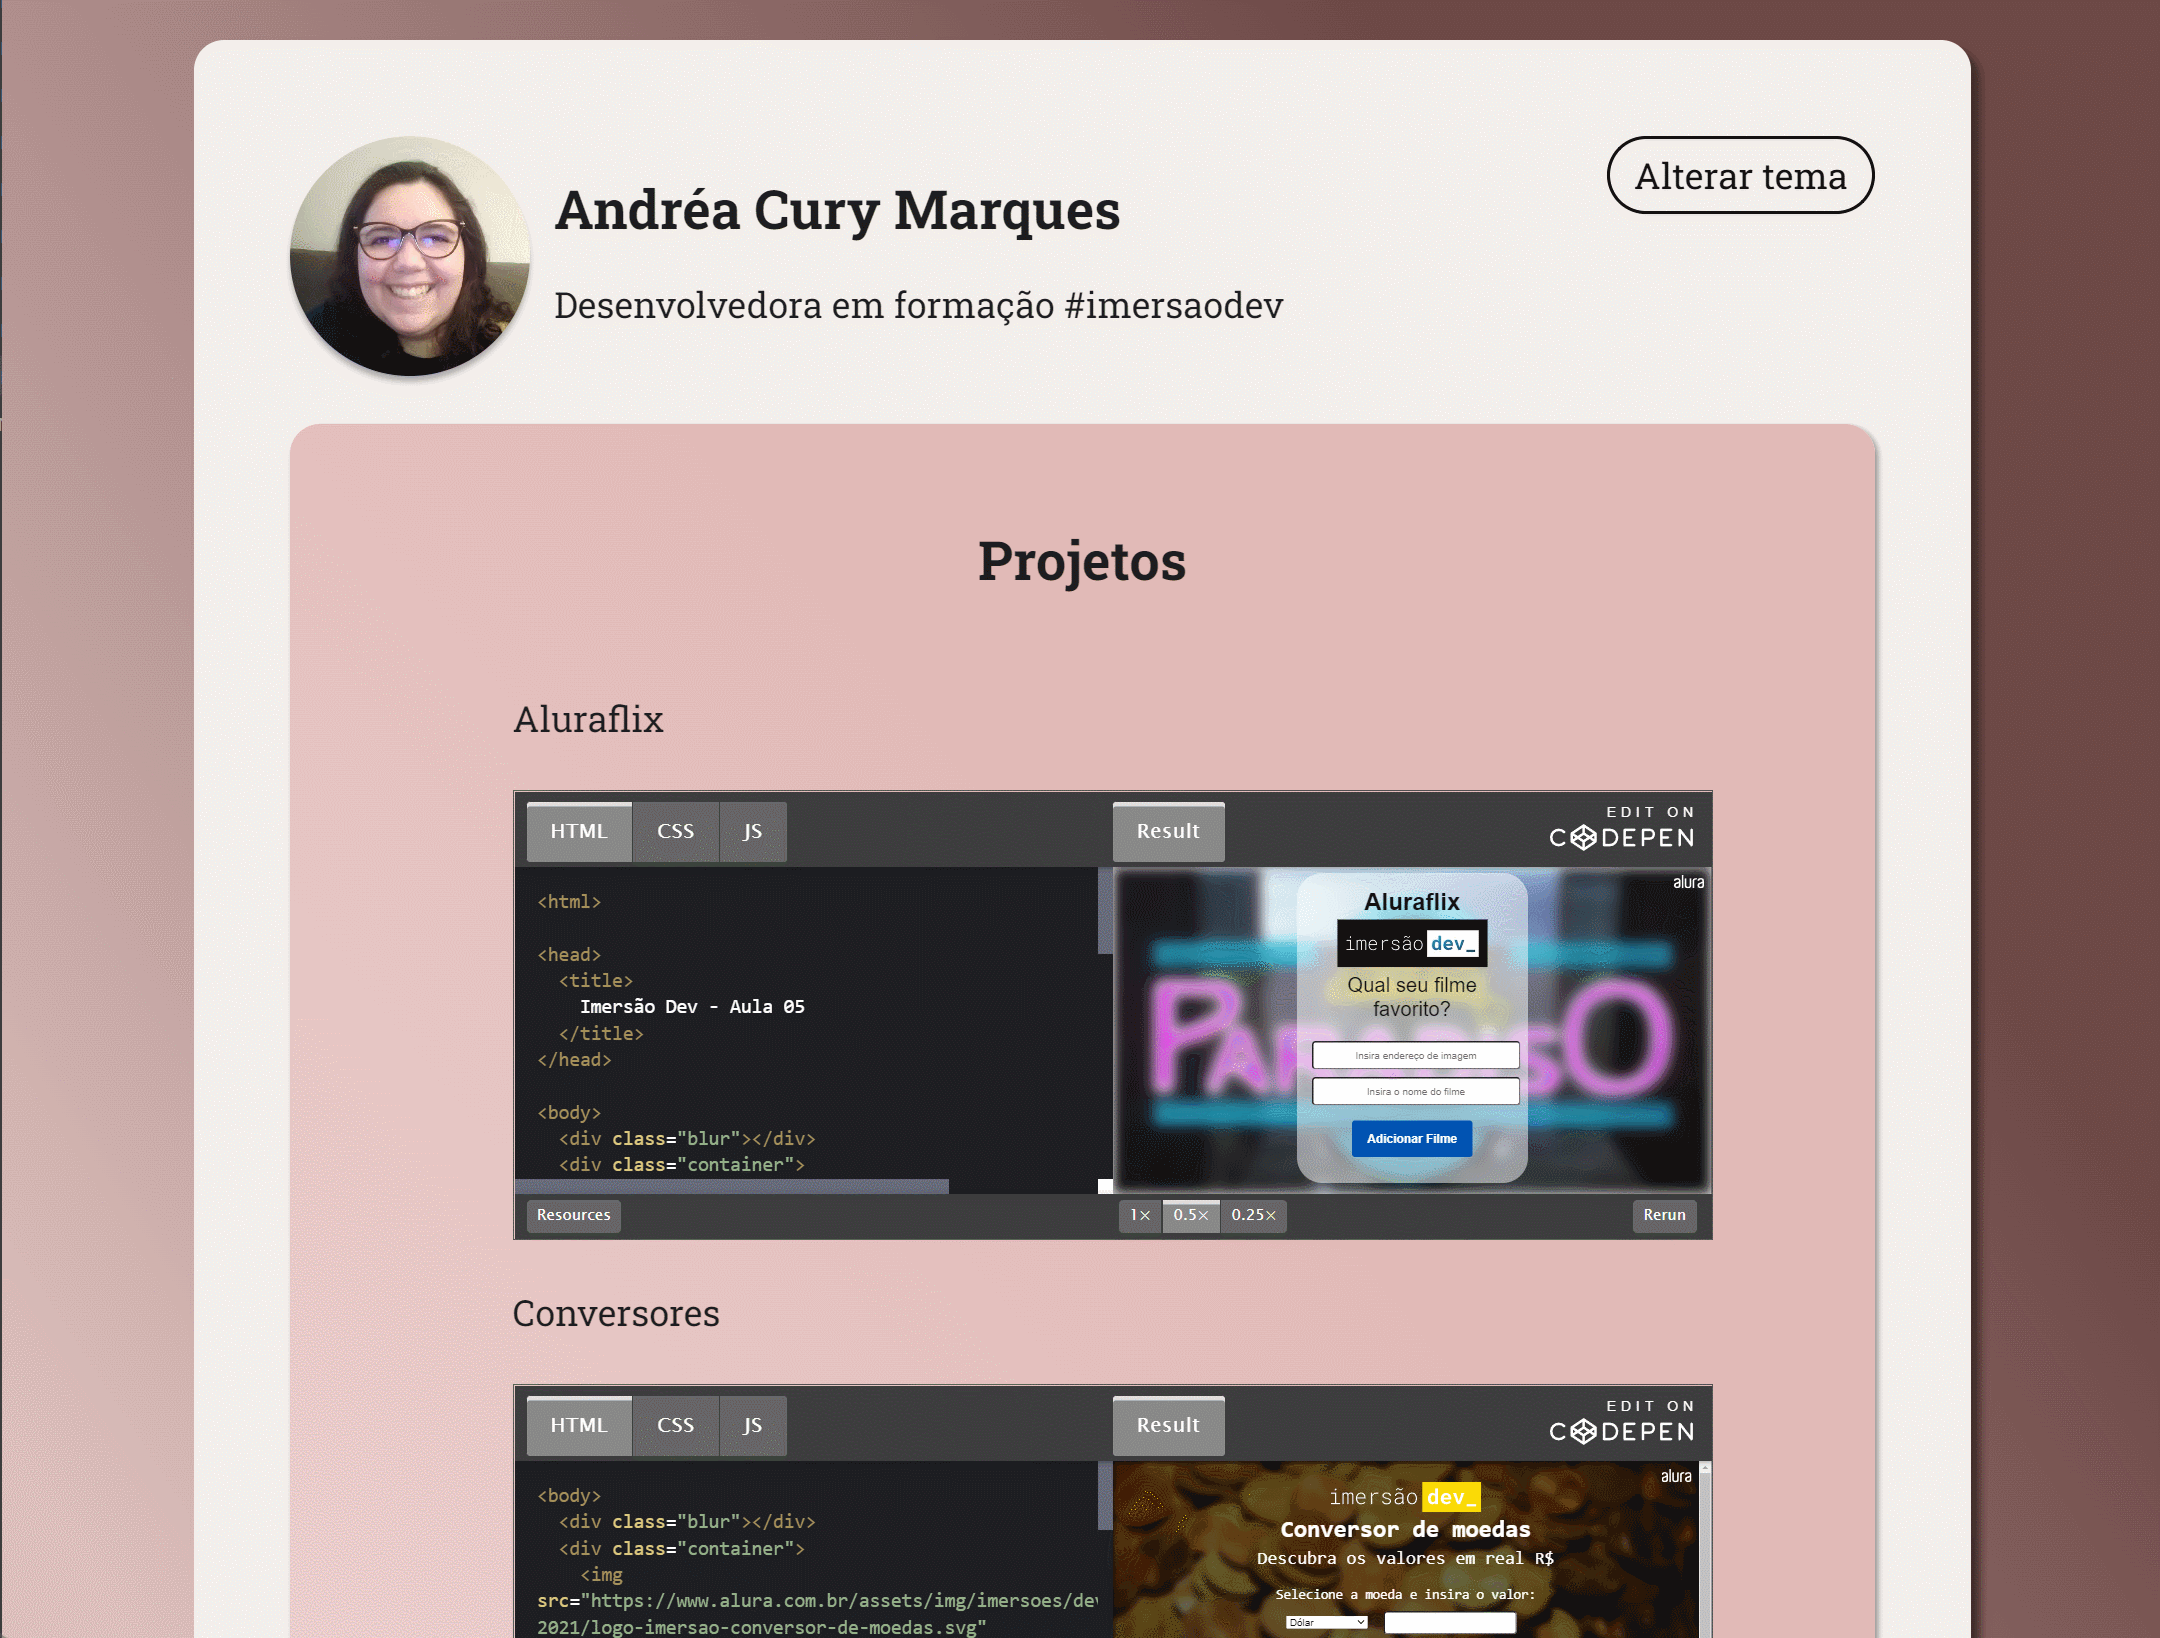 Andréa Cury Marques
Alterar tema
Desenvolvedora em formação #imersaodev
Projetos
Aluraflix
HTML CSS JS
Result
EDIT ON
CODEPEN
<html>
<head>
<title>
Imersão Dev - Aula 05
</title>
</head>
<body>
<div class="blur"></div>
<div class="container">
alura
Aluraflix
imersão dev_
Qual seu filme
favorito?
PARADISO
Insira endereço de imagem
Insira o nome do filme
Adicionar Filme
Resources
1× 0.5× 0.25×
Rerun
Conversores
HTML CSS JS
Result
EDIT ON
CODEPEN
<body>
<div class="blur"></div>
<div class="container">
<img
src="https://www.alura.com.br/assets/img/imersoes/dev
2021/logo-imersao-conversor-de-moedas.svg"
alura
imersão dev_
Conversor de moedas
Descubra os valores em real R$
Selecione a moeda e insira o valor:
Dólar